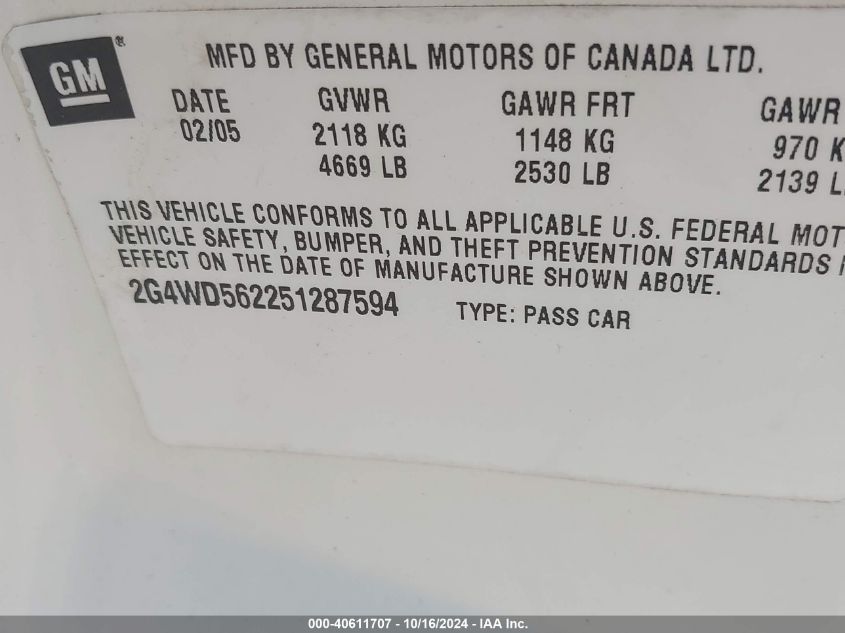 GM ®
MFD BY GENERAL MOTORS OF CANADA LTD.
DATE GVWR GAWR FRT GAWR
02/05 2118 KG 1148 KG 970 K
4669 LB 2530 LB 2139 L
THIS VEHICLE CONFORMS TO ALL APPLICABLE U.S. FEDERAL MOT
VEHICLE SAFETY, BUMPER, AND THEFT PREVENTION STANDARDS
EFFECT ON THE DATE OF MANUFACTURE SHOWN ABOVE.
2G4WD562251287594 TYPE: PASS CAR
000-40611707 - 10/16/2024 - IAA Inc.